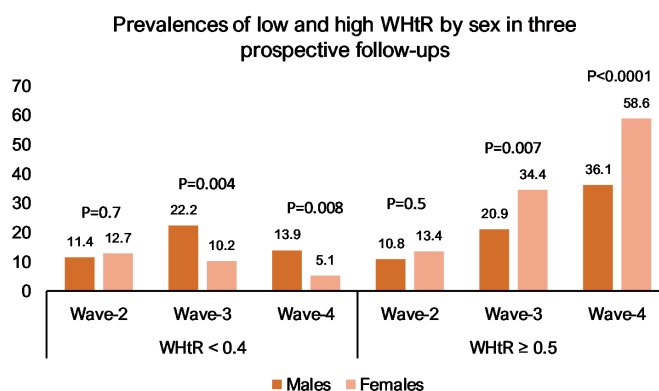 Prevalences of low and high WHtR by sex in three
prospective follow-ups
70
60
50
40
30
20
10
0
P=0.7
11.4
12.7
P=0.004
22.2
10.2
P=0.008
13.9
5.1
P=0.5
10.8
13.4
P=0.007
20.9
34.4
P<0.0001
36.1
58.6
Wave-2 Wave-3 Wave-4 Wave-2 Wave-3 Wave-4
WHtR < 0.4 WHtR ≥ 0.5
Males Females